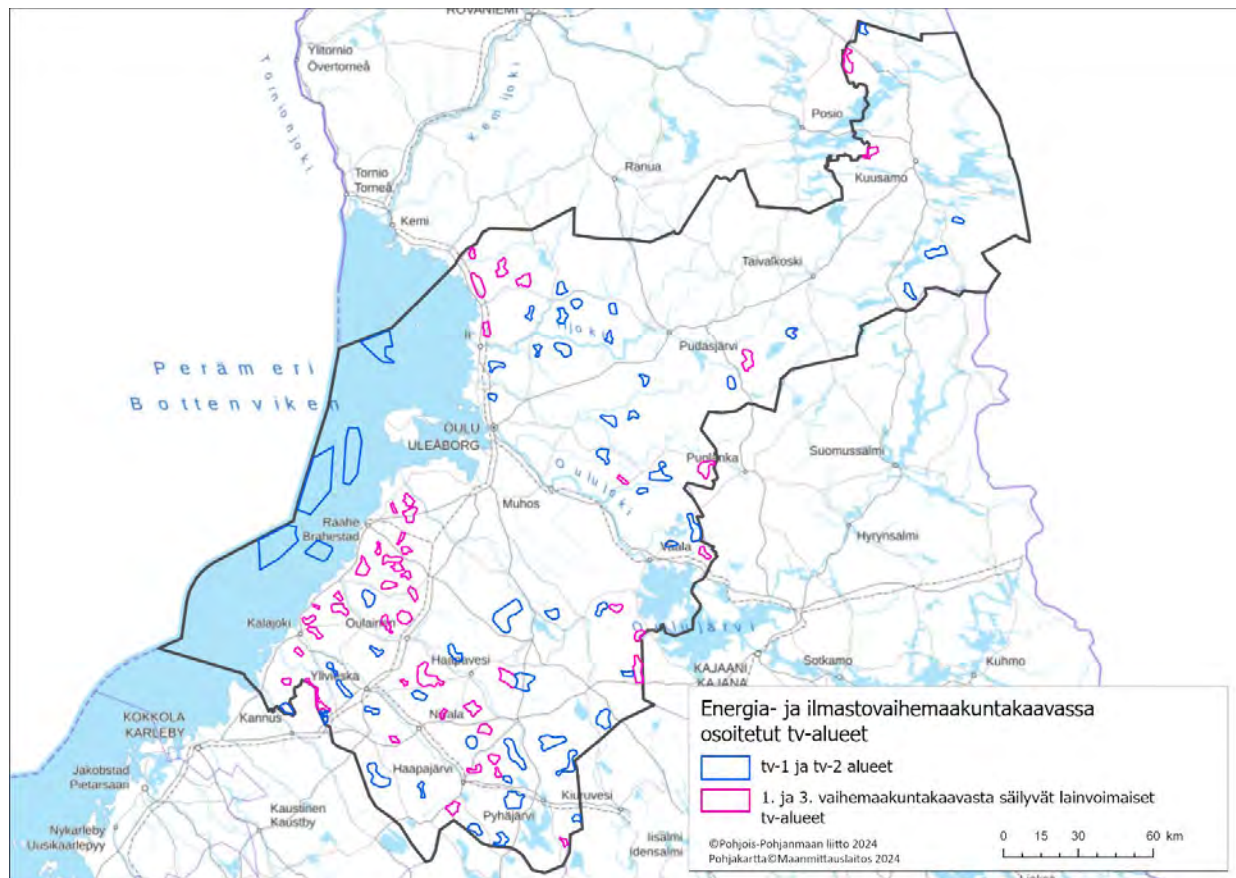 ROVANIEMI
Ylitornio
Övertorneå
Tornionjoki
Kemijoki
Posio
Ranua
Kuusamo
Tornio
Torneå
Kemi
Taivalkoski
Ii
Iijoki
Pudasjärvi
Perämeri
Bottenviken
OULU
ULEÅBORG
Puolanka
Suomussalmi
Oulujoki
Muhos
Raahe
Brahestad
Hyrynsalmi
Vaala
Kalajoki
Oulainen
Oulujärvi
Haapavesi
KAJAANI
KAJANA
Sotkamo
Kuhmo
Ylivieska
Nivala
KOKKOLA
KARLEBY
Kannus
Haapajärvi
Jakobstad
Pietarsaari
Kaustinen
Kaustby
Pyhäjärvi
Kiuruvesi
Nykarleby
Uusikaarlepyy
Iisalmi
Idensalmi
Energia- ja ilmastovaihemaakuntakaavassa
osoitetut tv-alueet
tv-1 ja tv-2 alueet
1. ja 3. vaihemaakuntakaavasta säilyvät lainvoimaiset
tv-alueet
©Pohjois-Pohjanmaan liitto 2024
Pohjakartta©Maanmittauslaitos 2024
0 15 30 60 km